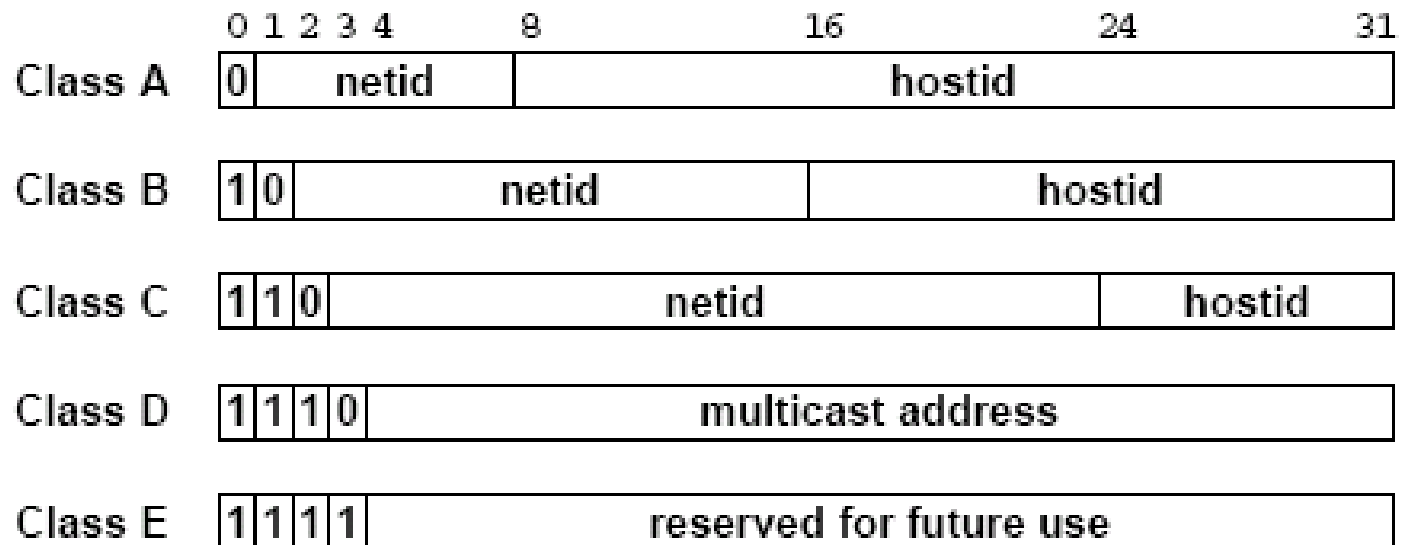 0 1 2 3 4 8 16 24 31
Class A 0 netid hostid
Class B 1 0 netid hostid
Class C 1 1 0 netid hostid
Class D 1 1 1 0 multicast address
Class E 1 1 1 1 reserved for future use